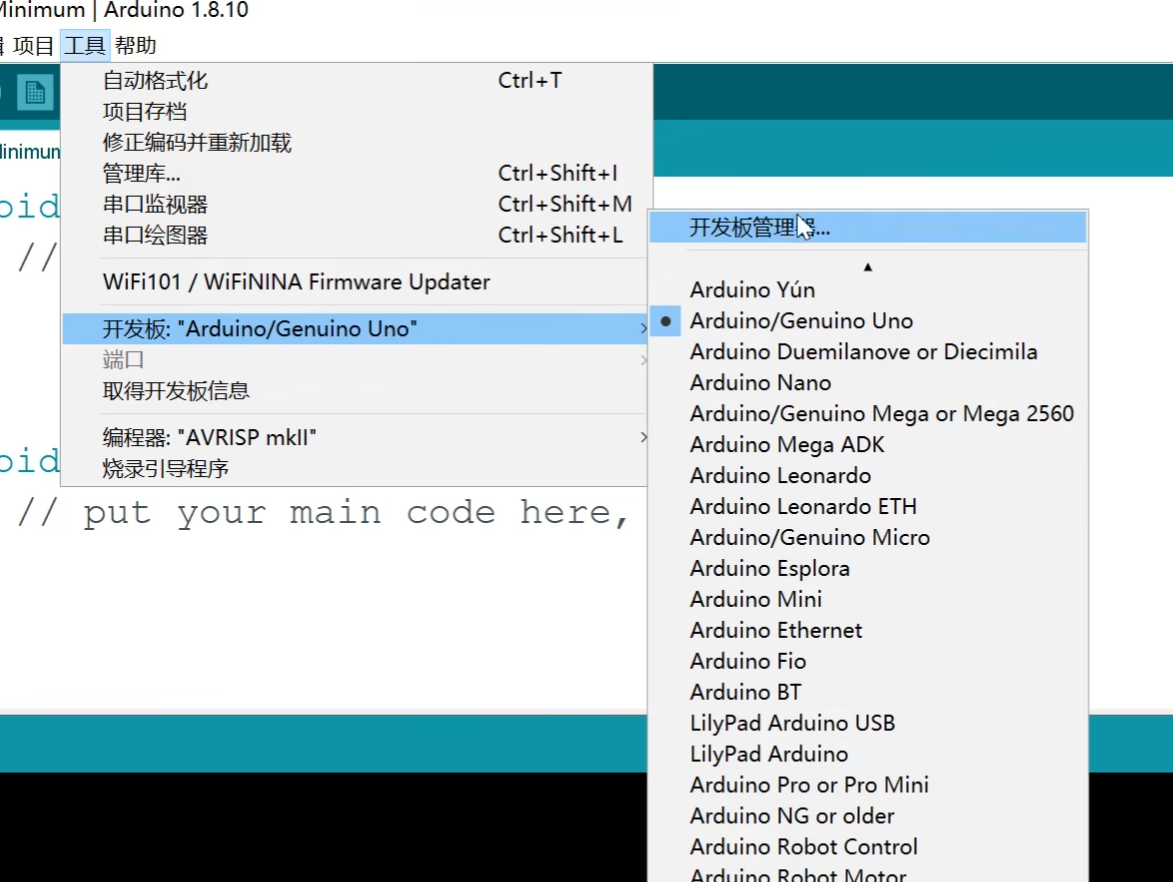 Minimum | Arduino 1.8.10
项目 工具 帮助
自动格式化 Ctrl+T
项目存档
修正编码并重新加载
管理库... Ctrl+Shift+I
串口监视器 Ctrl+Shift+M
串口绘图器 Ctrl+Shift+L
WiFi101 / WiFiNINA Firmware Updater
开发板: "Arduino/Genuino Uno"
端口
取得开发板信息
编程器: "AVRISP mkII"
烧录引导程序
inimum
oid
//
oid
// put your main code here,
开发板管理器...
Arduino Yún
Arduino/Genuino Uno
Arduino Duemilanove or Diecimila
Arduino Nano
Arduino/Genuino Mega or Mega 2560
Arduino Mega ADK
Arduino Leonardo
Arduino Leonardo ETH
Arduino/Genuino Micro
Arduino Esplora
Arduino Mini
Arduino Ethernet
Arduino Fio
Arduino BT
LilyPad Arduino USB
LilyPad Arduino
Arduino Pro or Pro Mini
Arduino NG or older
Arduino Robot Control
Arduino Robot Motor